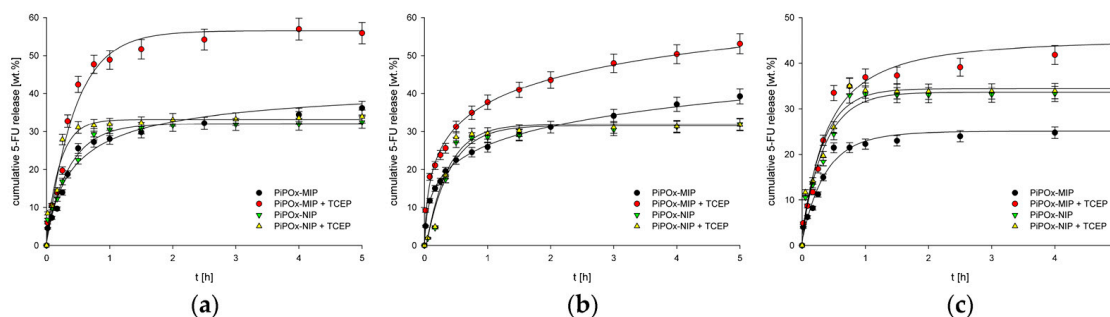 cumulative 5-FU release [wt.%]
60
50
40
30
20
10
0
PiPOx-MIP
PiPOx-MIP + TCEP
PiPOx-NIP
PiPOx-NIP + TCEP
0 1 2 3 4 5
t [h]
(a)
cumulative 5-FU release [wt.%]
60
50
40
30
20
10
0
PiPOx-MIP
PiPOx-MIP + TCEP
PiPOx-NIP
PiPOx-NIP + TCEP
0 1 2 3 4 5
t [h]
(b)
cumulative 5-FU release [wt.%]
50
40
30
20
10
0
PiPOx-MIP
PiPOx-MIP + TCEP
PiPOx-NIP
PiPOx-NIP + TCEP
0 1 2 3 4
t [h]
(c)